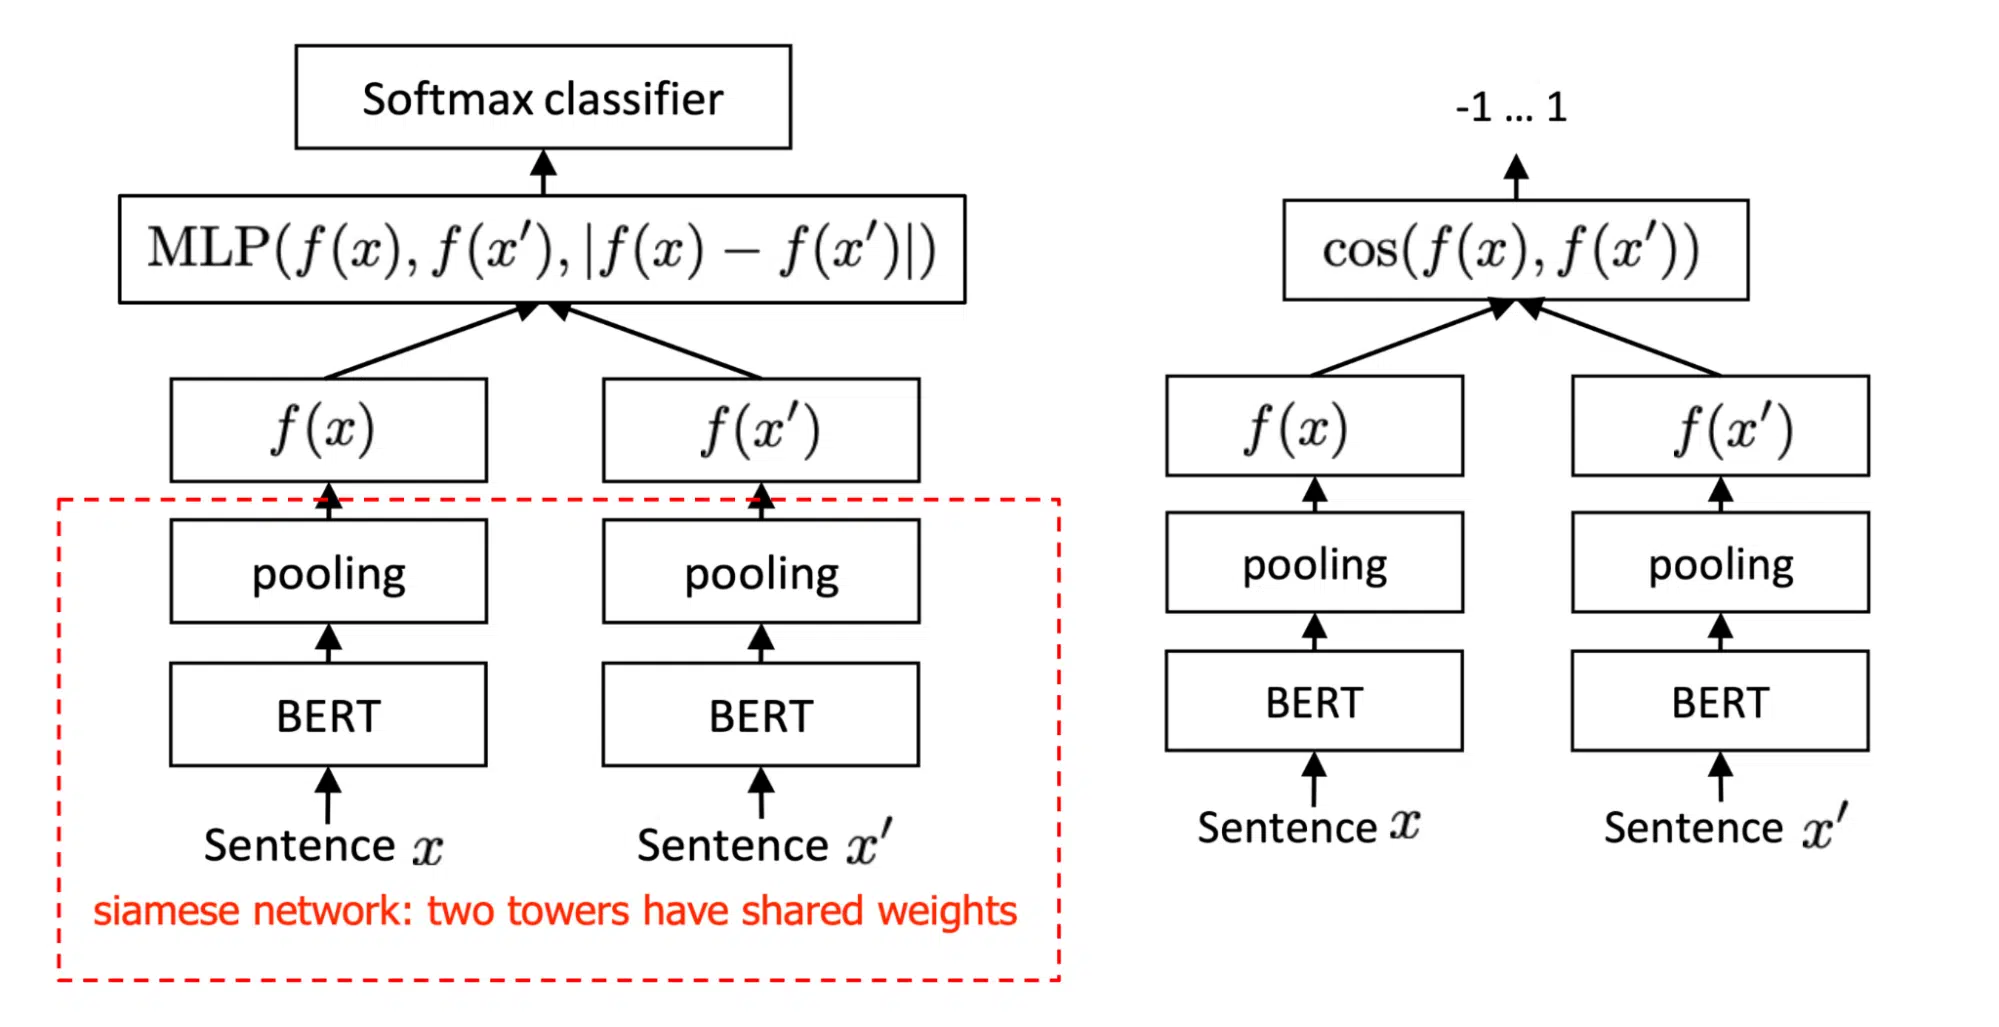 Softmax classifier
MLP(f(x), f(x′), |f(x) − f(x′)|)
f(x)
f(x′)
pooling
pooling
BERT
BERT
Sentence x
Sentence x′
siamese network: two towers have shared weights
-1 ... 1
cos(f(x), f(x′))
f(x)
f(x′)
pooling
pooling
BERT
BERT
Sentence x
Sentence x′